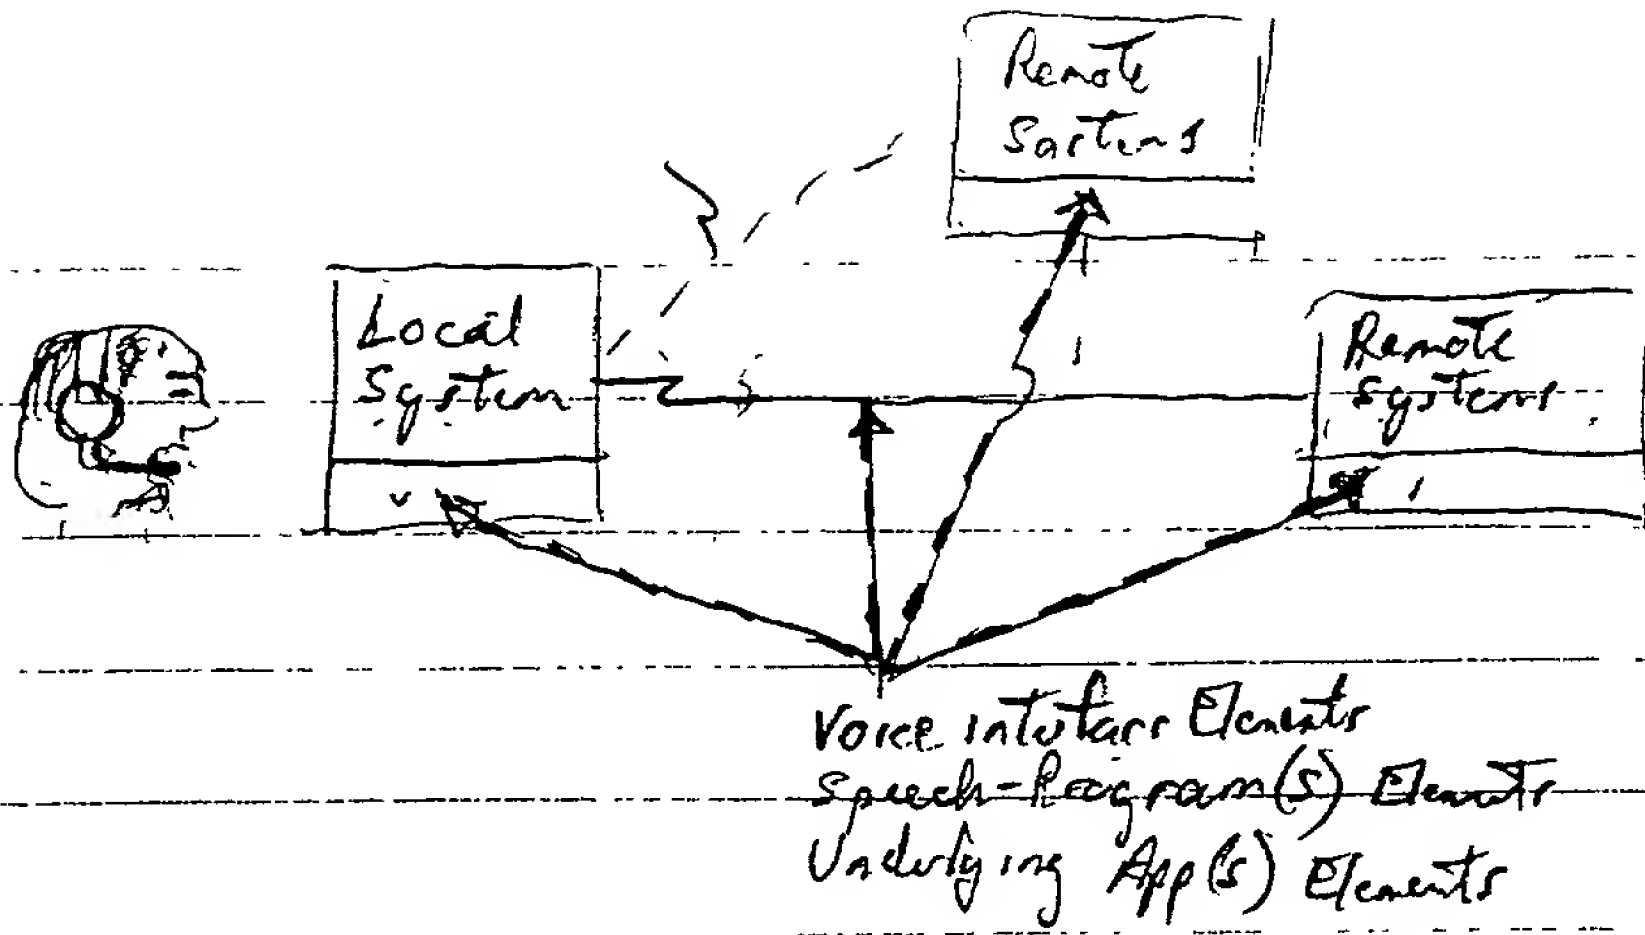 Remote
Systems
Local
System
Remote
Systems
Voice interface Elements
Speech-Program(s) Elements
Underlying App(s) Elements